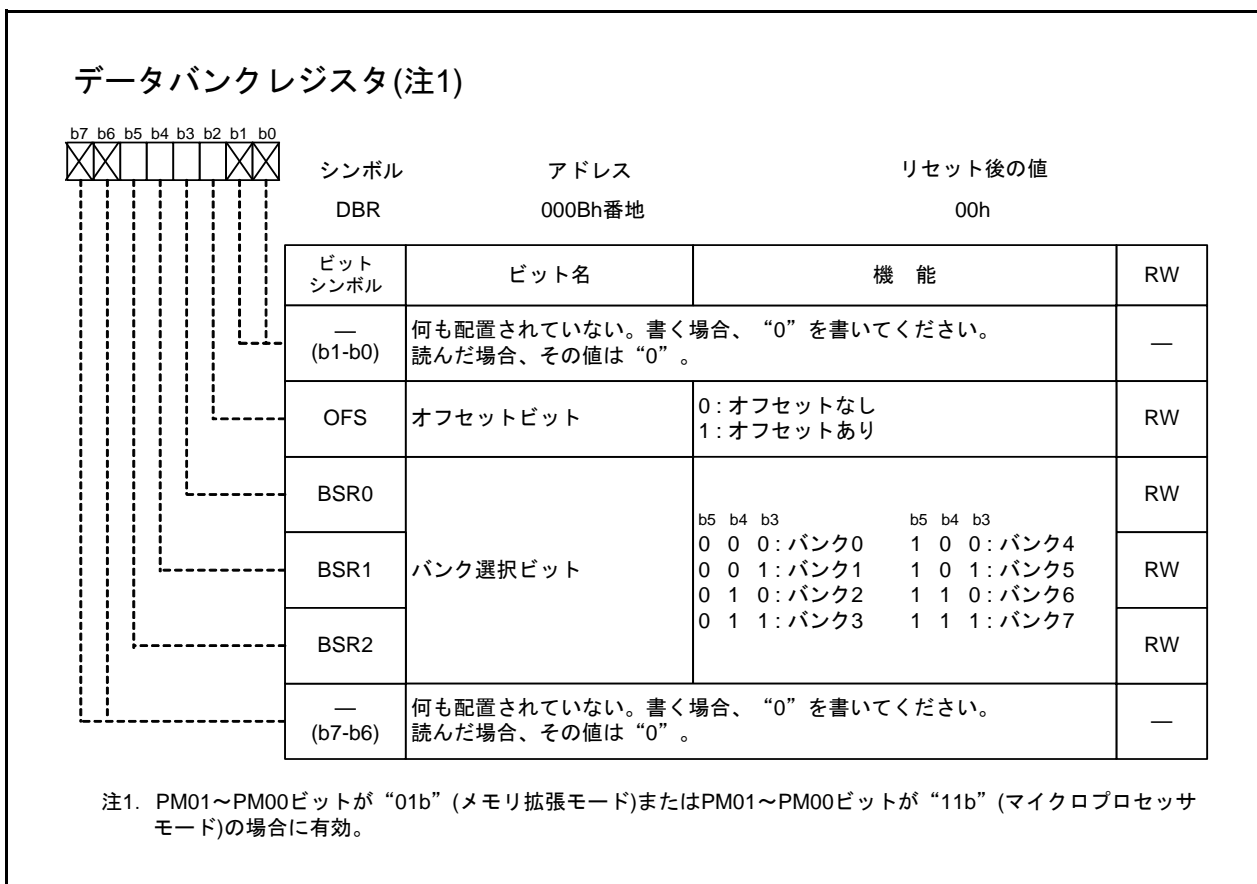 データバンクレジスタ(注1)
b7 b6 b5 b4 b3 b2 b1 b0
シンボル アドレス リセット後の値
DBR 000Bh番地 00h
ビット
シンボル ビット名 機 能 RW
—
(b1-b0) 何も配置されていない。書く場合、“0”を書いてください。
読んだ場合、その値は“0”。 —
OFS オフセットビット 0 : オフセットなし
1 : オフセットあり RW
BSR0 RW
BSR1 バンク選択ビット RW
BSR2 RW
b5 b4 b3 b5 b4 b3
0 0 0 : バンク0 1 0 0 : バンク4
0 0 1 : バンク1 1 0 1 : バンク5
0 1 0 : バンク2 1 1 0 : バンク6
0 1 1 : バンク3 1 1 1 : バンク7
—
(b7-b6) 何も配置されていない。書く場合、“0”を書いてください。
読んだ場合、その値は“0”。 —
注1. PM01～PM00ビットが“01b”(メモリ拡張モード)またはPM01～PM00ビットが“11b”(マイクロプロセッサ
モード)の場合に有効。